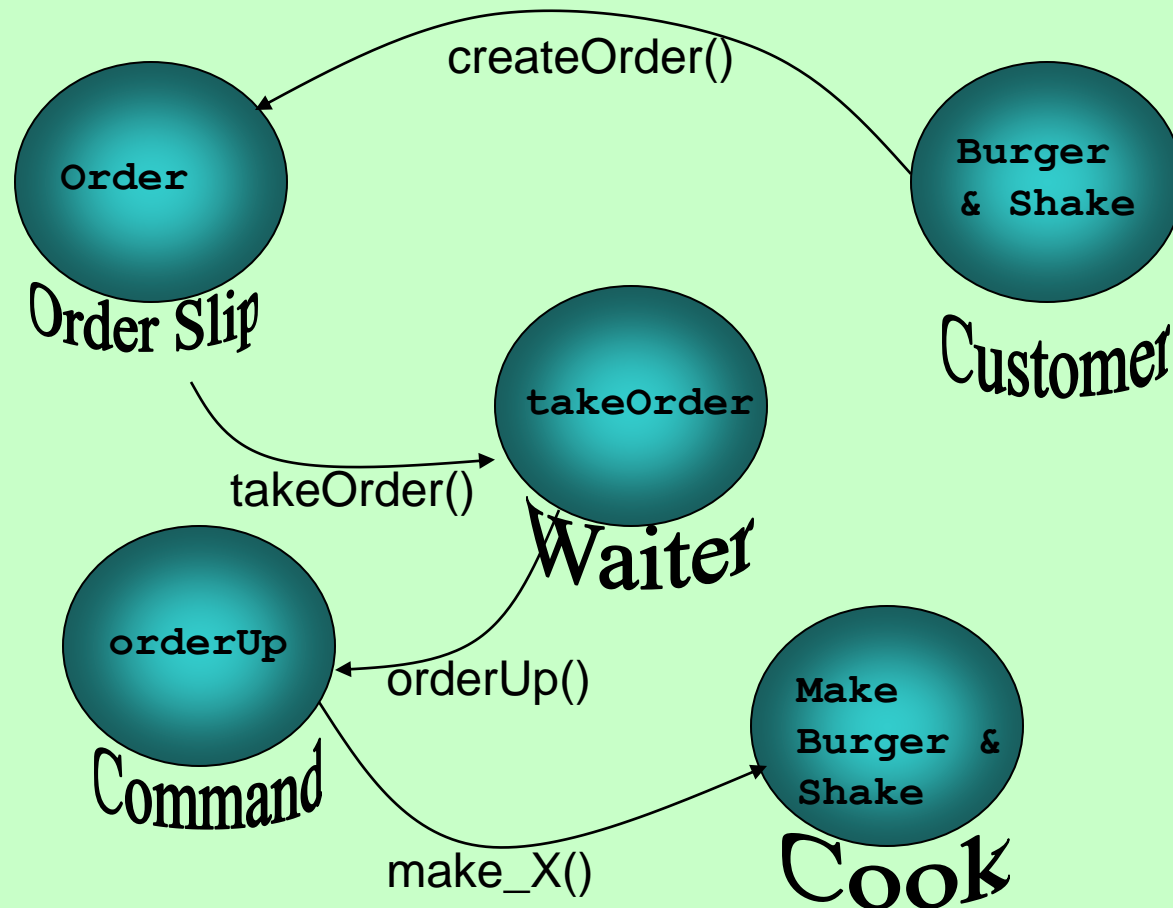 createOrder()
Order
Burger
& Shake
Order Slip
Customer
takeOrder
takeOrder()
Waiter
orderUp
orderUp()
Make
Burger &
Shake
Command
make_X()
Cook